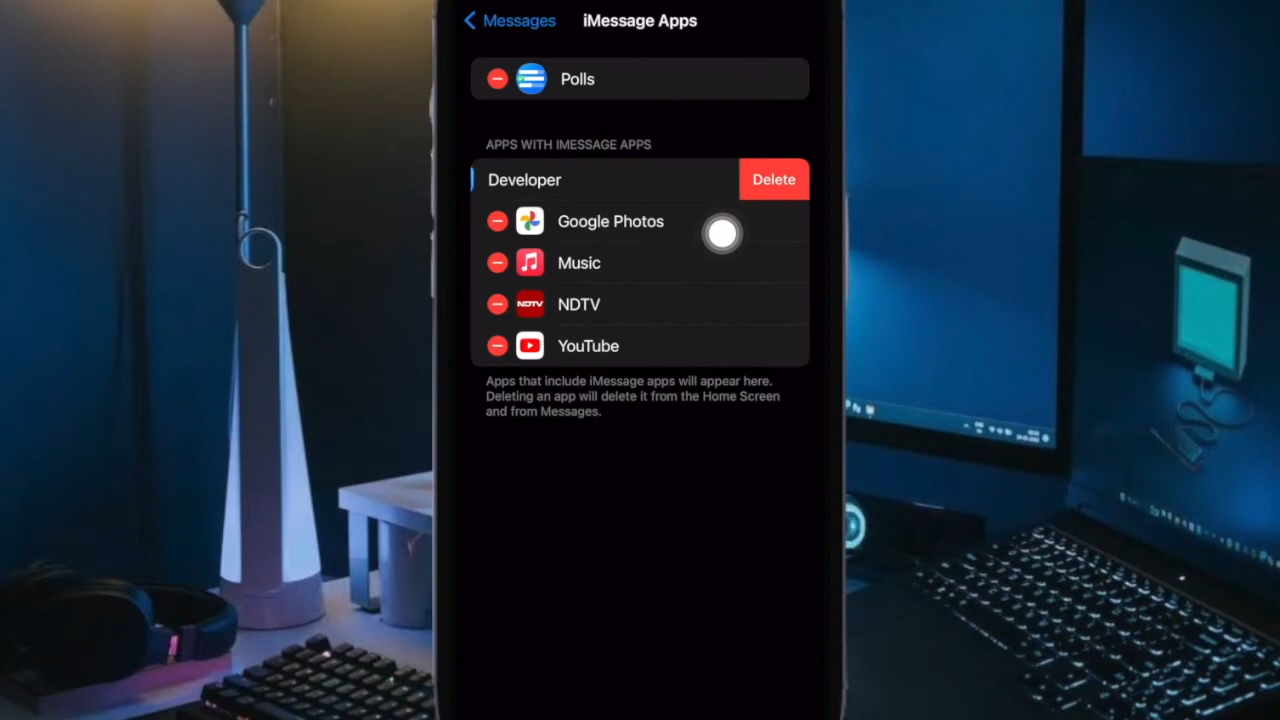 Messages
iMessage Apps
Polls
APPS WITH IMESSAGE APPS
Developer
Delete
Google Photos
Music
NDTV
NDTV
YouTube
Apps that include iMessage apps will appear here.
Deleting an app will delete it from the Home Screen
and from Messages.